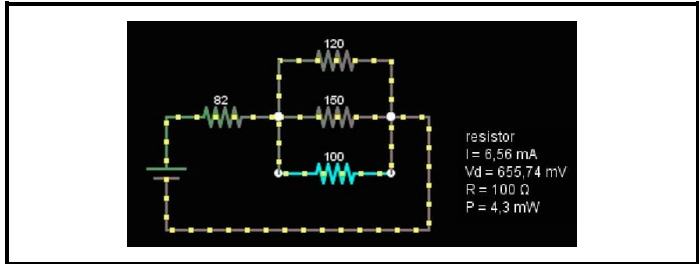 120
82
150
100
resistor
I = 6,56 mA
Vd = 655,74 mV
R = 100 Ω
P = 4,3 mW